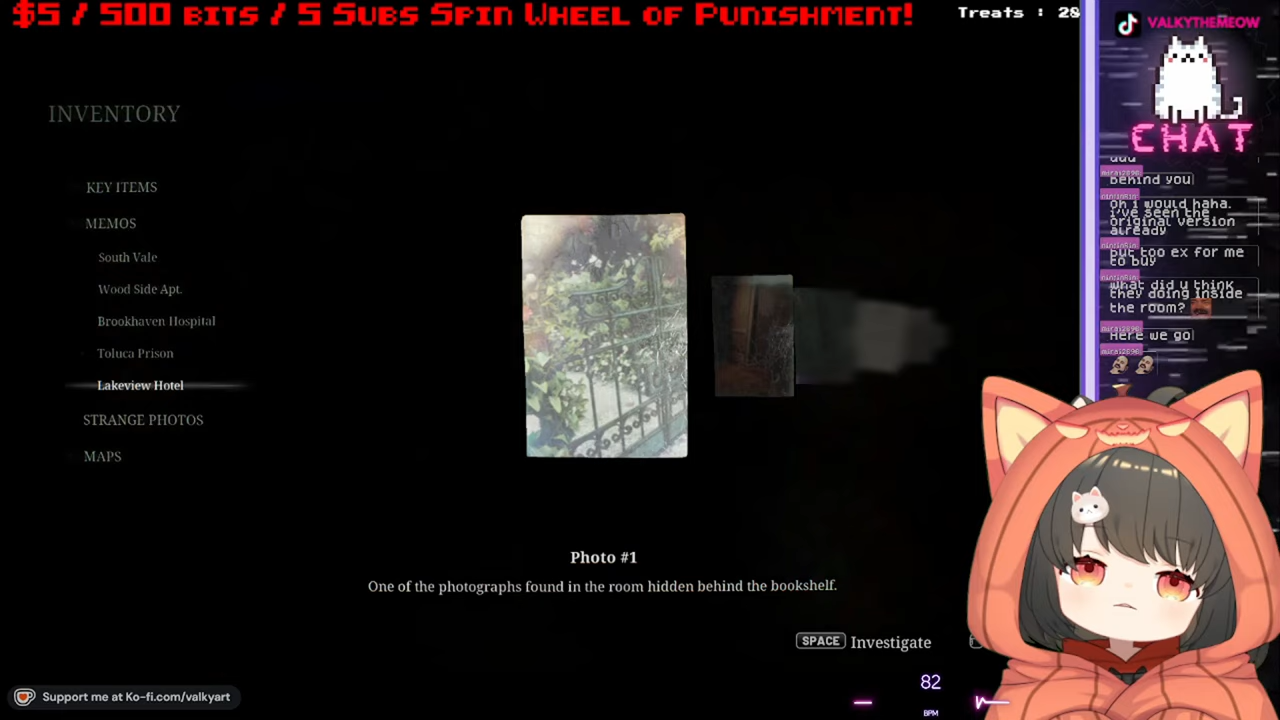 $5 / 500 BITS / 5 SUBS SPIN WHEEL OF PUNISHMENT!
Treats : 28
VALKYTHEMEOW
CHAT
INVENTORY
KEY ITEMS
MEMOS
South Vale
Wood Side Apt.
Brookhaven Hospital
Toluca Prison
Lakeview Hotel
STRANGE PHOTOS
MAPS
behind you
Oh i would haha.
i've seen the
original version
already
but too ex for me
to buy
what did u think
they doing inside
the room?
Here we go!
Photo #1
One of the photographs found in the room hidden behind the bookshelf.
SPACE Investigate
82
BPM
Support me at Ko-fi.com/valkyart